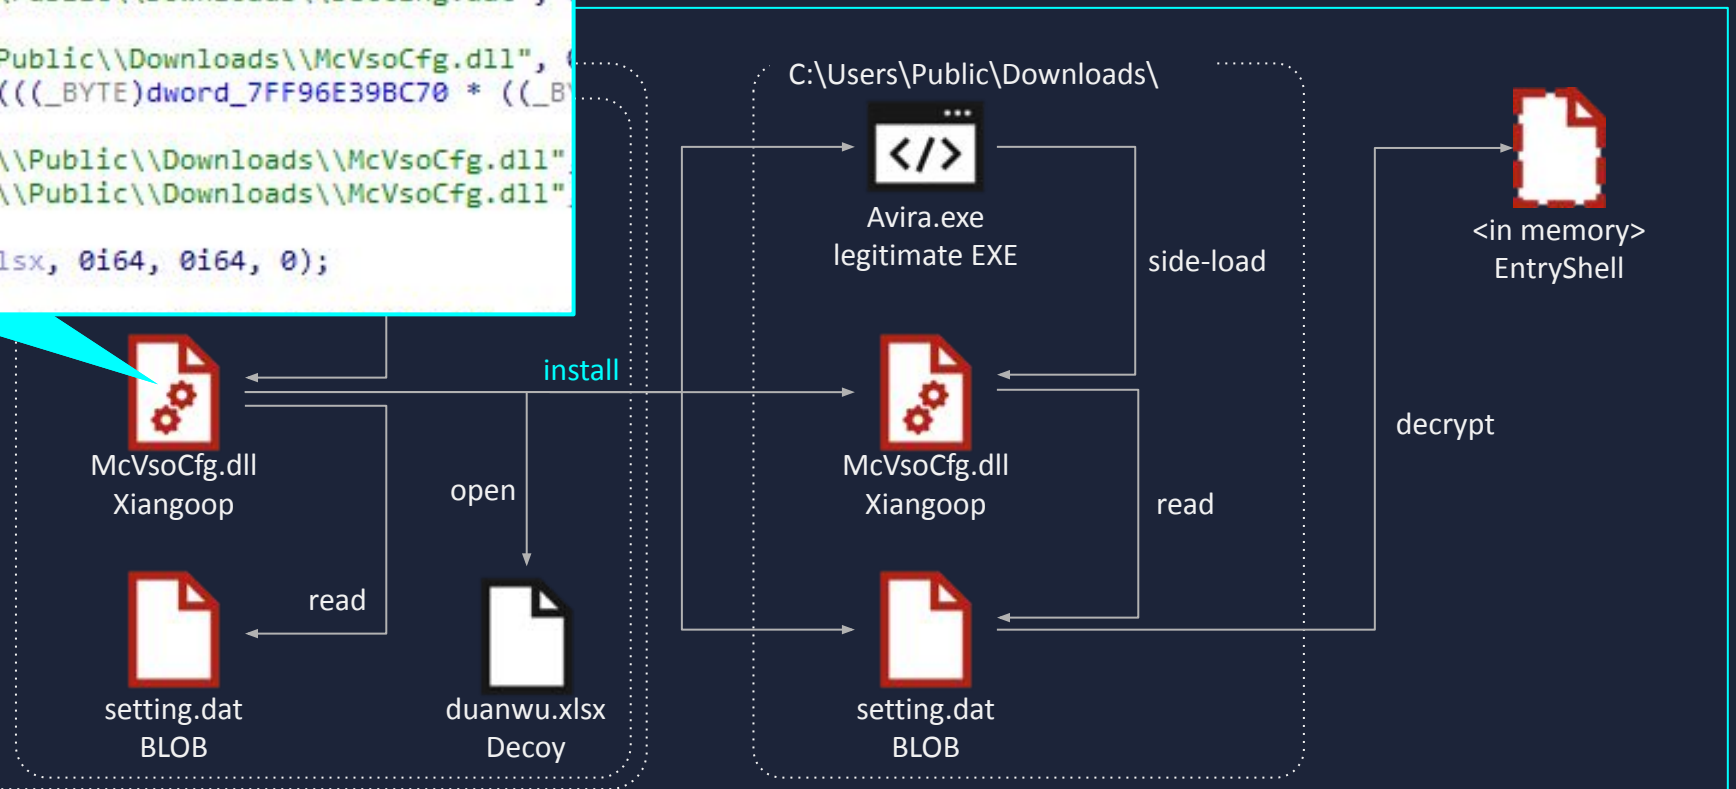 Public\\Downloads\\McVsoCfg.dll",
(((_BYTE)dword_7FF96E39BC70 * ((_B
\\Public\\Downloads\\McVsoCfg.dll"
\\Public\\Downloads\\McVsoCfg.dll"
lsx, 0i64, 0i64, 0);
C:\Users\Public\Downloads\
Avira.exe
legitimate EXE
side-load
<in memory>
EntryShell
install
McVsoCfg.dll
Xiangoop
open
read
McVsoCfg.dll
Xiangoop
read
decrypt
setting.dat
BLOB
duanwu.xlsx
Decoy
setting.dat
BLOB